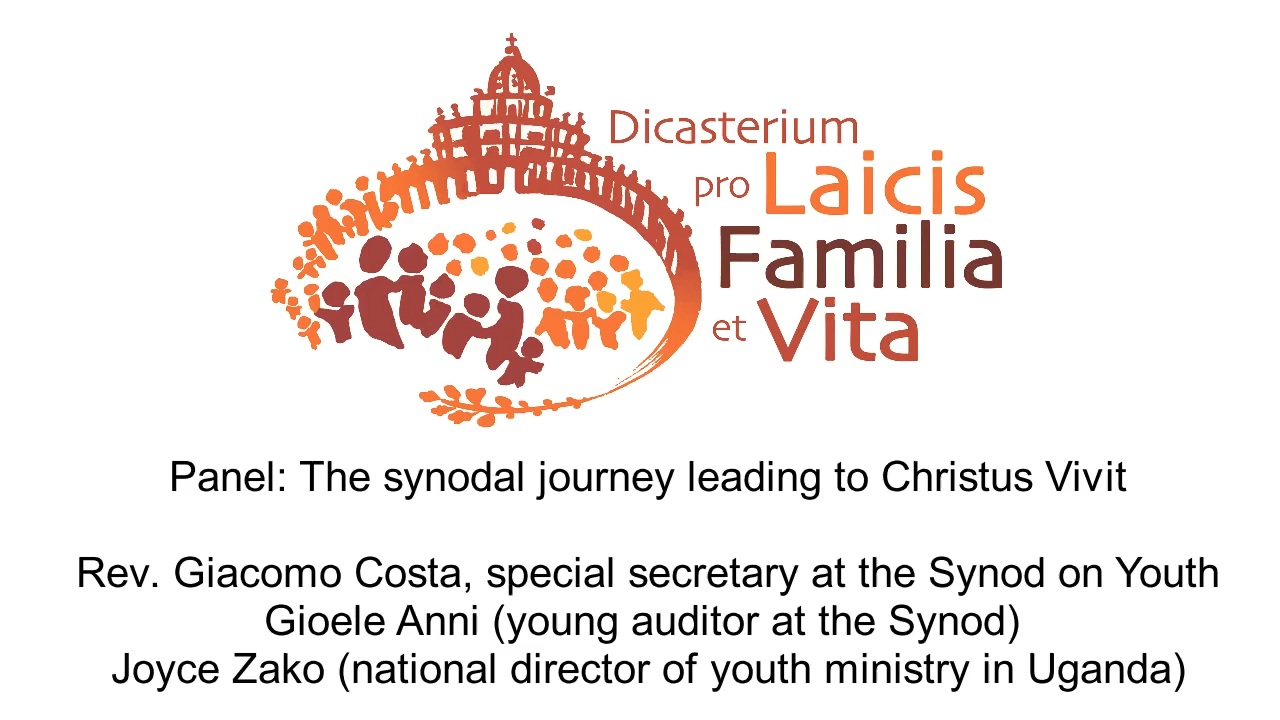 Dicasterium
pro Laicis
Familia
et Vita
Panel: The synodal journey leading to Christus Vivit
Rev. Giacomo Costa, special secretary at the Synod on Youth
Gioele Anni (young auditor at the Synod)
Joyce Zako (national director of youth ministry in Uganda)